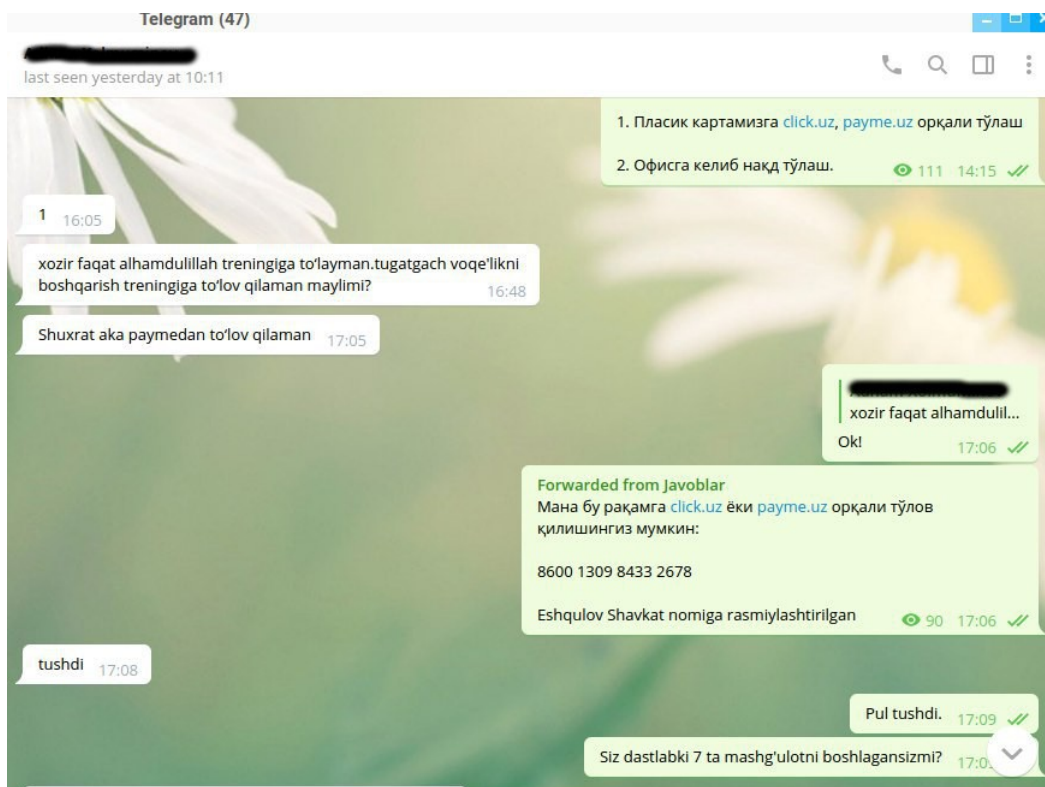 Telegram (47)
last seen yesterday at 10:11
1. Пласик картамизга click.uz, payme.uz орқали тўлаш
2. Офисга келиб нақд тўлаш.
111 14:15
1 16:05
xozir faqat alhamdulillah treningiga to‘layman.tugatgach voqe'likni
boshqarish treningiga to‘lov qilaman maylimi?
16:48
Shuxrat aka paymedan to‘lov qilaman 17:05
xozir faqat alhamdulil...
Ok!
17:06
Forwarded from Javoblar
Мана бу рақамга click.uz ёки payme.uz орқали тўлов
қилишингиз мумкин:
8600 1309 8433 2678
Eshqulov Shavkat nomiga rasmiylashtirilgan 90 17:06
tushdi 17:08
Pul tushdi. 17:09
Siz dastlabki 7 ta mashg'ulotni boshlagansizmi?